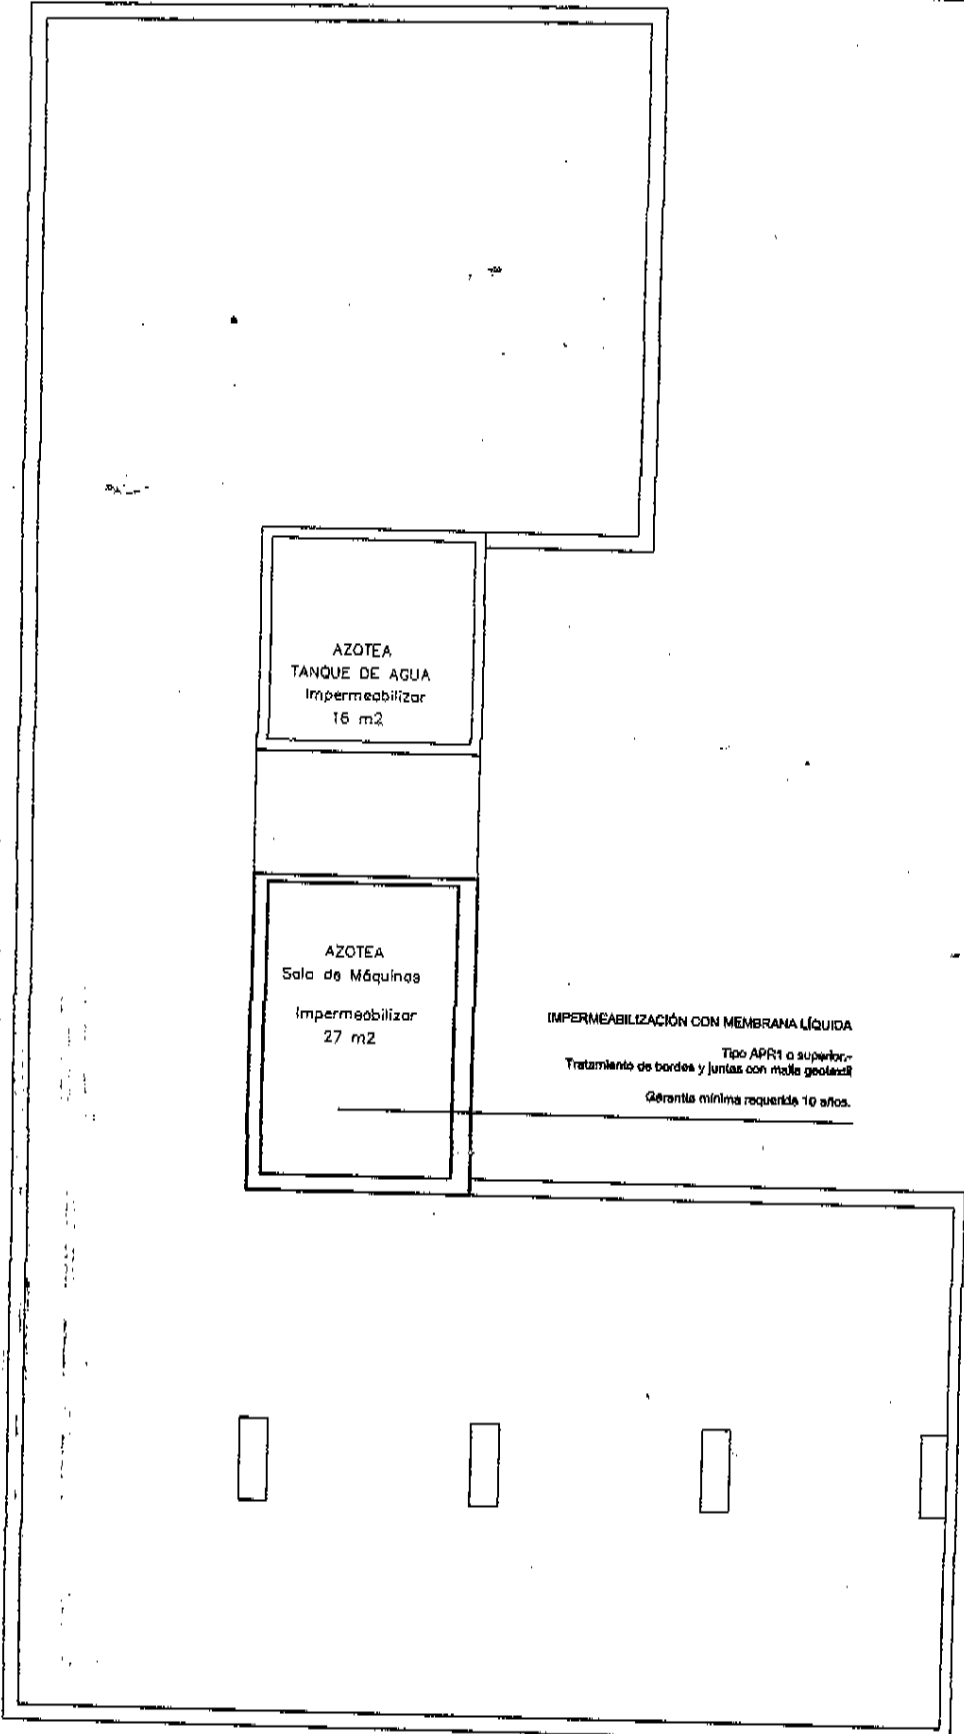 AZOTEA
TANQUE DE AGUA
Impermeabilizar
16 m2
AZOTEA
Sala de Máquinas
Impermeabilizar
27 m2
IMPERMEABILIZACIÓN CON MEMBRANA LÍQUIDA
Tipo APR1 o superior.-
Tratamiento de bordes y juntas con malla geotextil
Garantía mínima requerida 10 años.